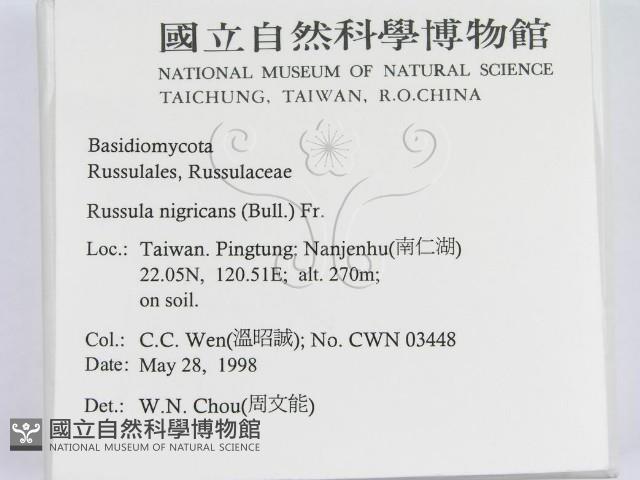 國立自然科學博物館
NATIONAL MUSEUM OF NATURAL SCIENCE
TAICHUNG, TAIWAN, R.O.CHINA
Basidiomycota
Russulales, Russulaceae
Russula nigricans (Bull.) Fr.
Loc.: Taiwan. Pingtung; Nanjenhu(南仁湖)
22.05N, 120.51E; alt. 270m;
on soil.
Col.: C.C. Wen(溫昭誠); No. CWN 03448
Date: May 28, 1998
Det.: W.N. Chou(周文能)
國立自然科學博物館
NATIONAL MUSEUM OF NATURAL SCIENCE